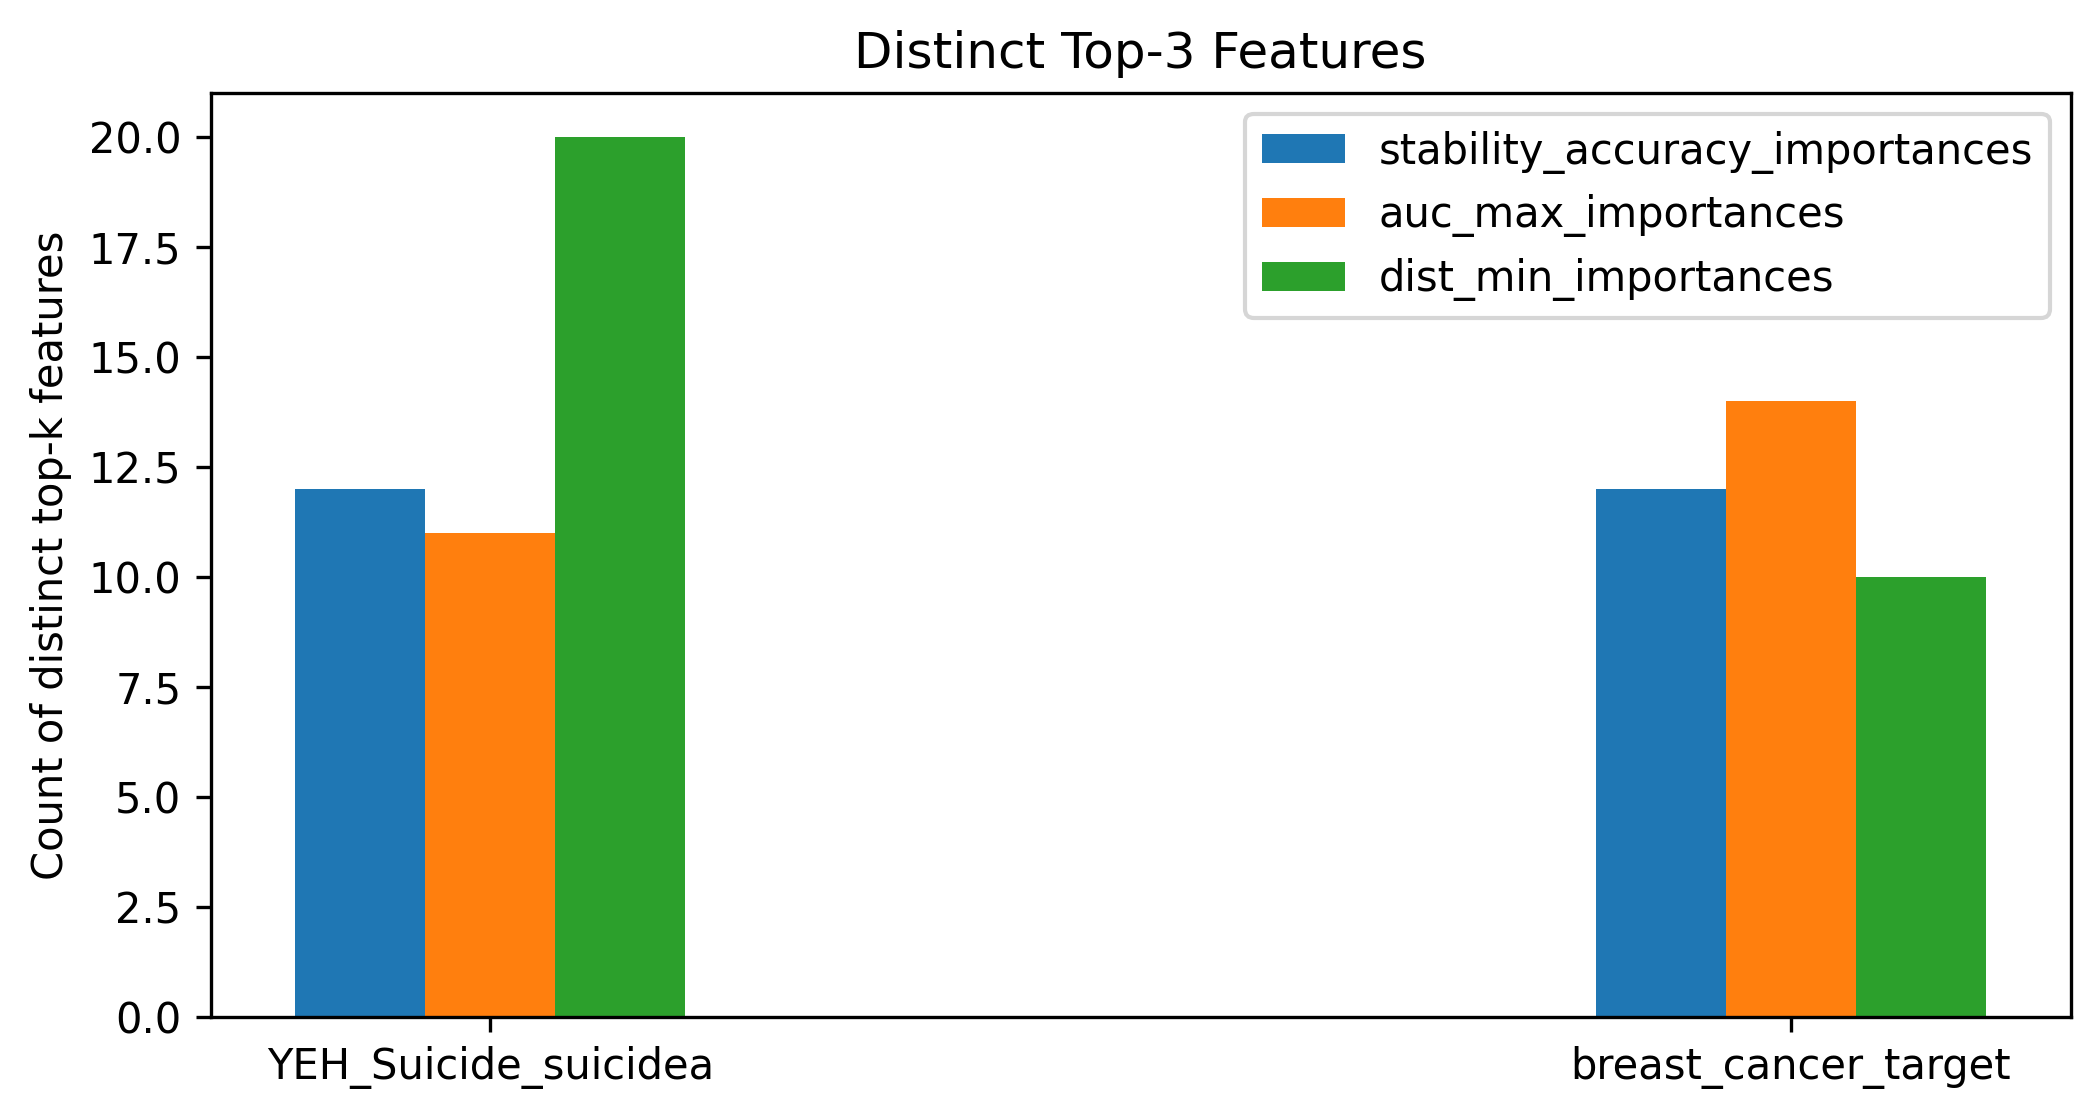 Distinct Top-3 Features
Count of distinct top-k features
20.0
17.5
15.0
12.5
10.0
7.5
5.0
2.5
0.0
stability_accuracy_importances
auc_max_importances
dist_min_importances
YEH_Suicide_suicidea
breast_cancer_target